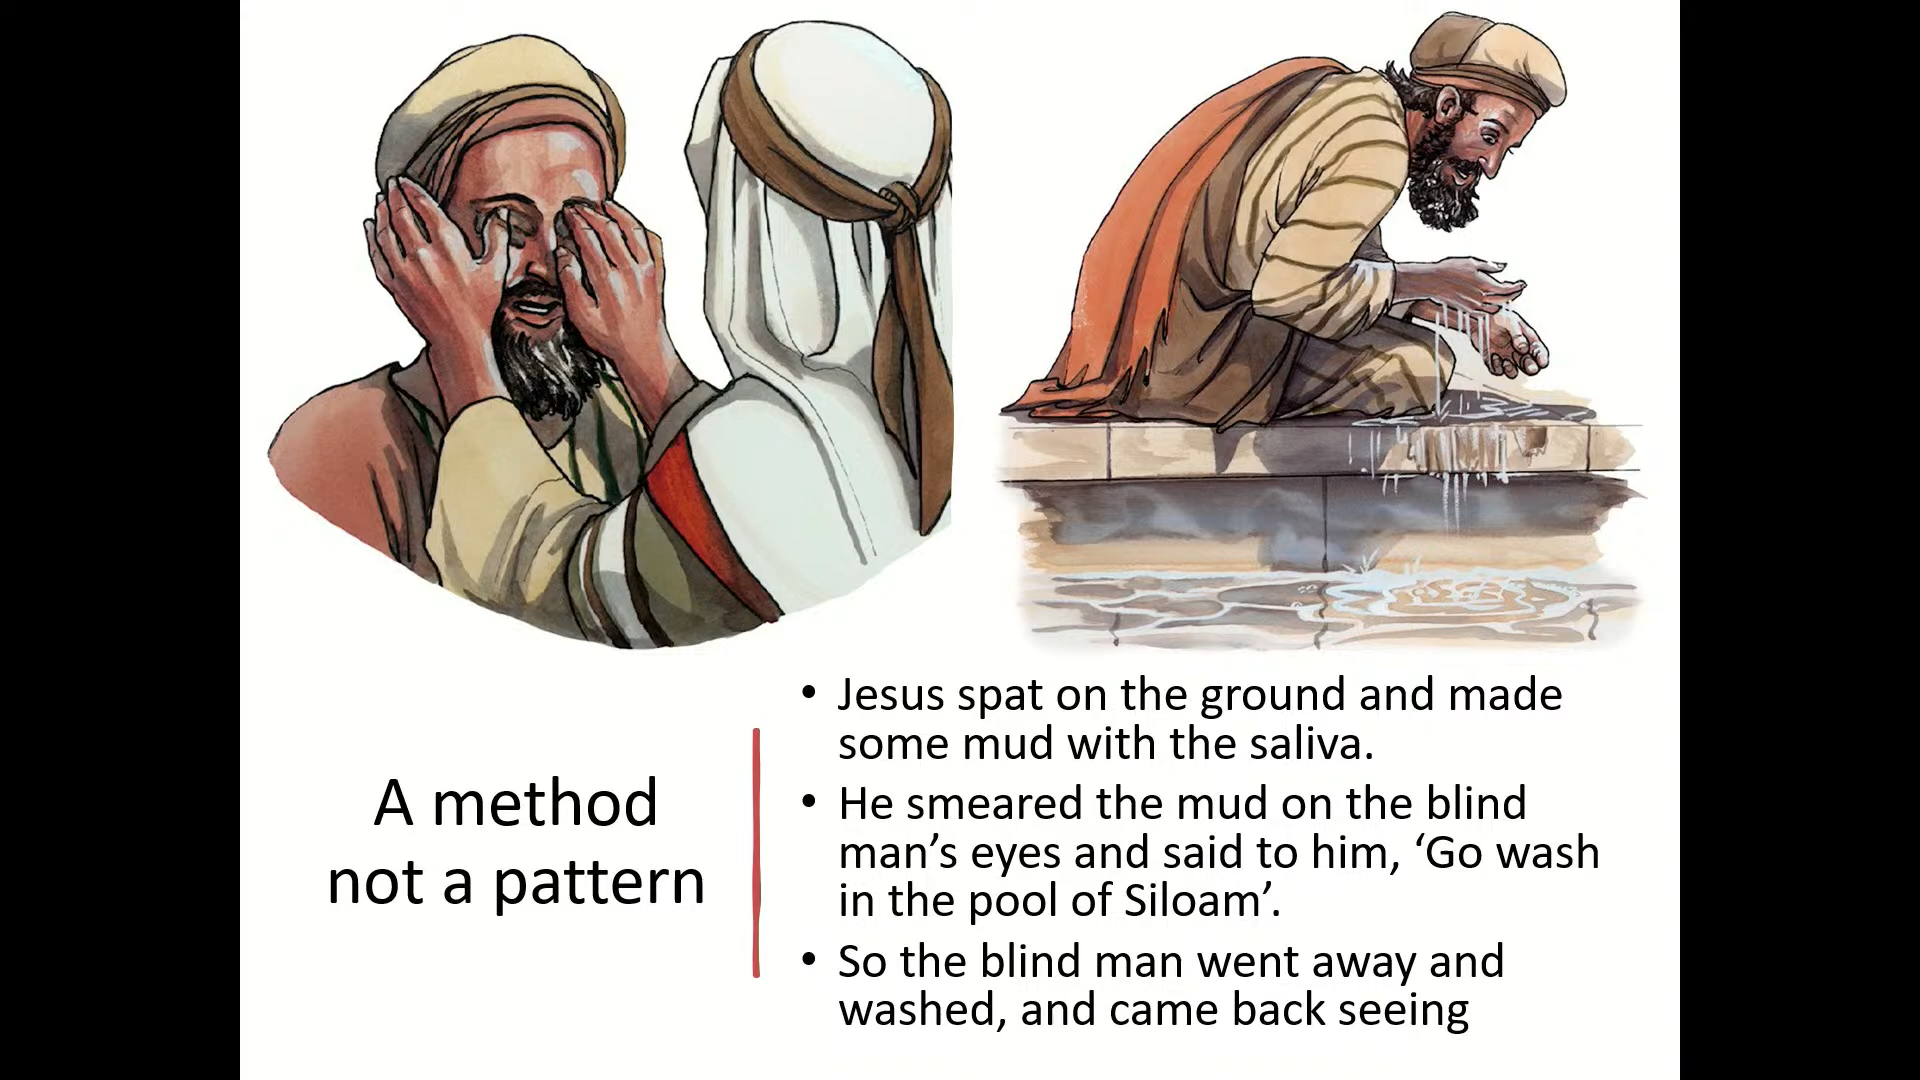 A method
not a pattern
• Jesus spat on the ground and made
some mud with the saliva.
• He smeared the mud on the blind
man’s eyes and said to him, ‘Go wash
in the pool of Siloam’.
• So the blind man went away and
washed, and came back seeing